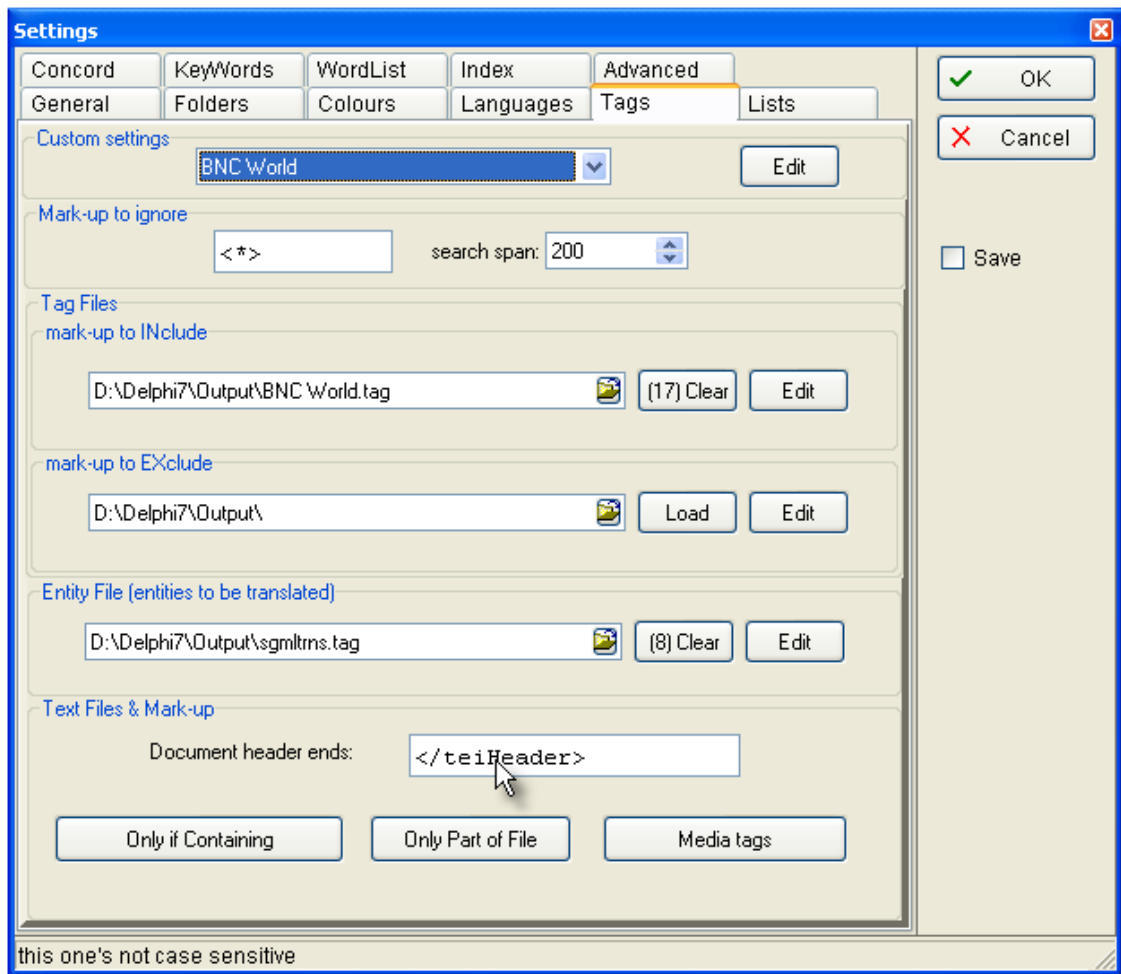 Settings
Concord KeyWords WordList Index Advanced
OK
General Folders Colours Languages Tags Lists
Cancel
Custom settings
BNC World Edit
Mark-up to ignore
<*> search span: 200
Save
Tag Files
mark-up to INclude
D:\Delphi7\Output\BNC World.tag (17) Clear Edit
mark-up to EXclude
D:\Delphi7\Output\ Load Edit
Entity File (entities to be translated)
D:\Delphi7\Output\sgmltrns.tag (8) Clear Edit
Text Files & Mark-up
Document header ends: </teiHeader>
Only if Containing Only Part of File Media tags
this one's not case sensitive